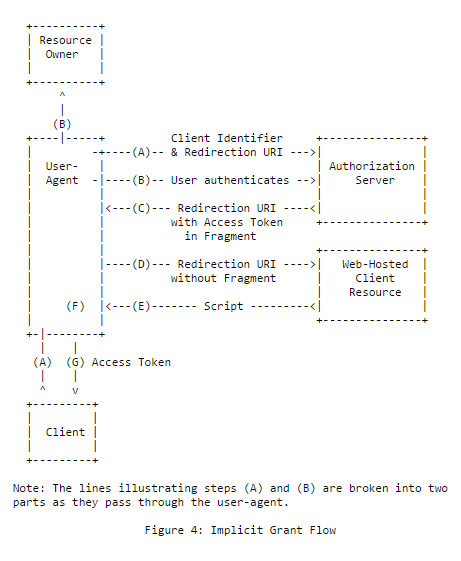 +----------+
| Resource |
|  Owner   |
|          |
+----------+
     ^
     |
    (B)
+----|-----+          Client Identifier     +---------------+
|         -+----(A)-- & Redirection URI --->|               |
|  User-   |                                | Authorization |
|  Agent  -|----(B)-- User authenticates -->|     Server    |
|          |                                |               |
|          |<---(C)--- Redirection URI ----<|               |
|          |          with Access Token     +---------------+
|          |            in Fragment
|          |                                +---------------+
|          |----(D)--- Redirection URI ---->|   Web-Hosted  |
|          |          without Fragment      |     Client    |
|          |                                |    Resource   |
|     (F)  |<---(E)------- Script ---------<|               |
|          |                                +---------------+
+-|--------+
  |    |
 (A)  (G) Access Token
  |    |
  ^    v
+---------+
|         |
|  Client |
|         |
+---------+
Note: The lines illustrating steps (A) and (B) are broken into two
parts as they pass through the user-agent.
Figure 4: Implicit Grant Flow